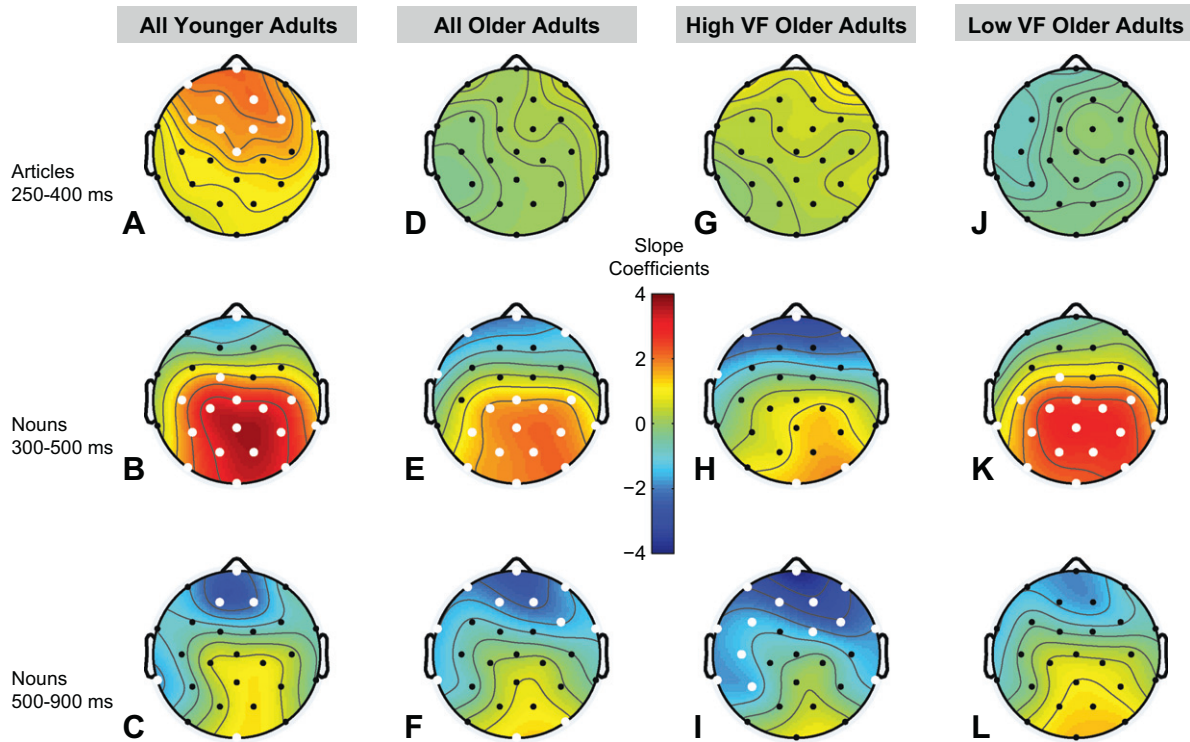 All Younger Adults
All Older Adults
High VF Older Adults
Low VF Older Adults
Articles
250-400 ms
A
D
G
J
Slope
Coefficients
4
2
0
−2
−4
Nouns
300-500 ms
B
E
H
K
Nouns
500-900 ms
C
F
I
L